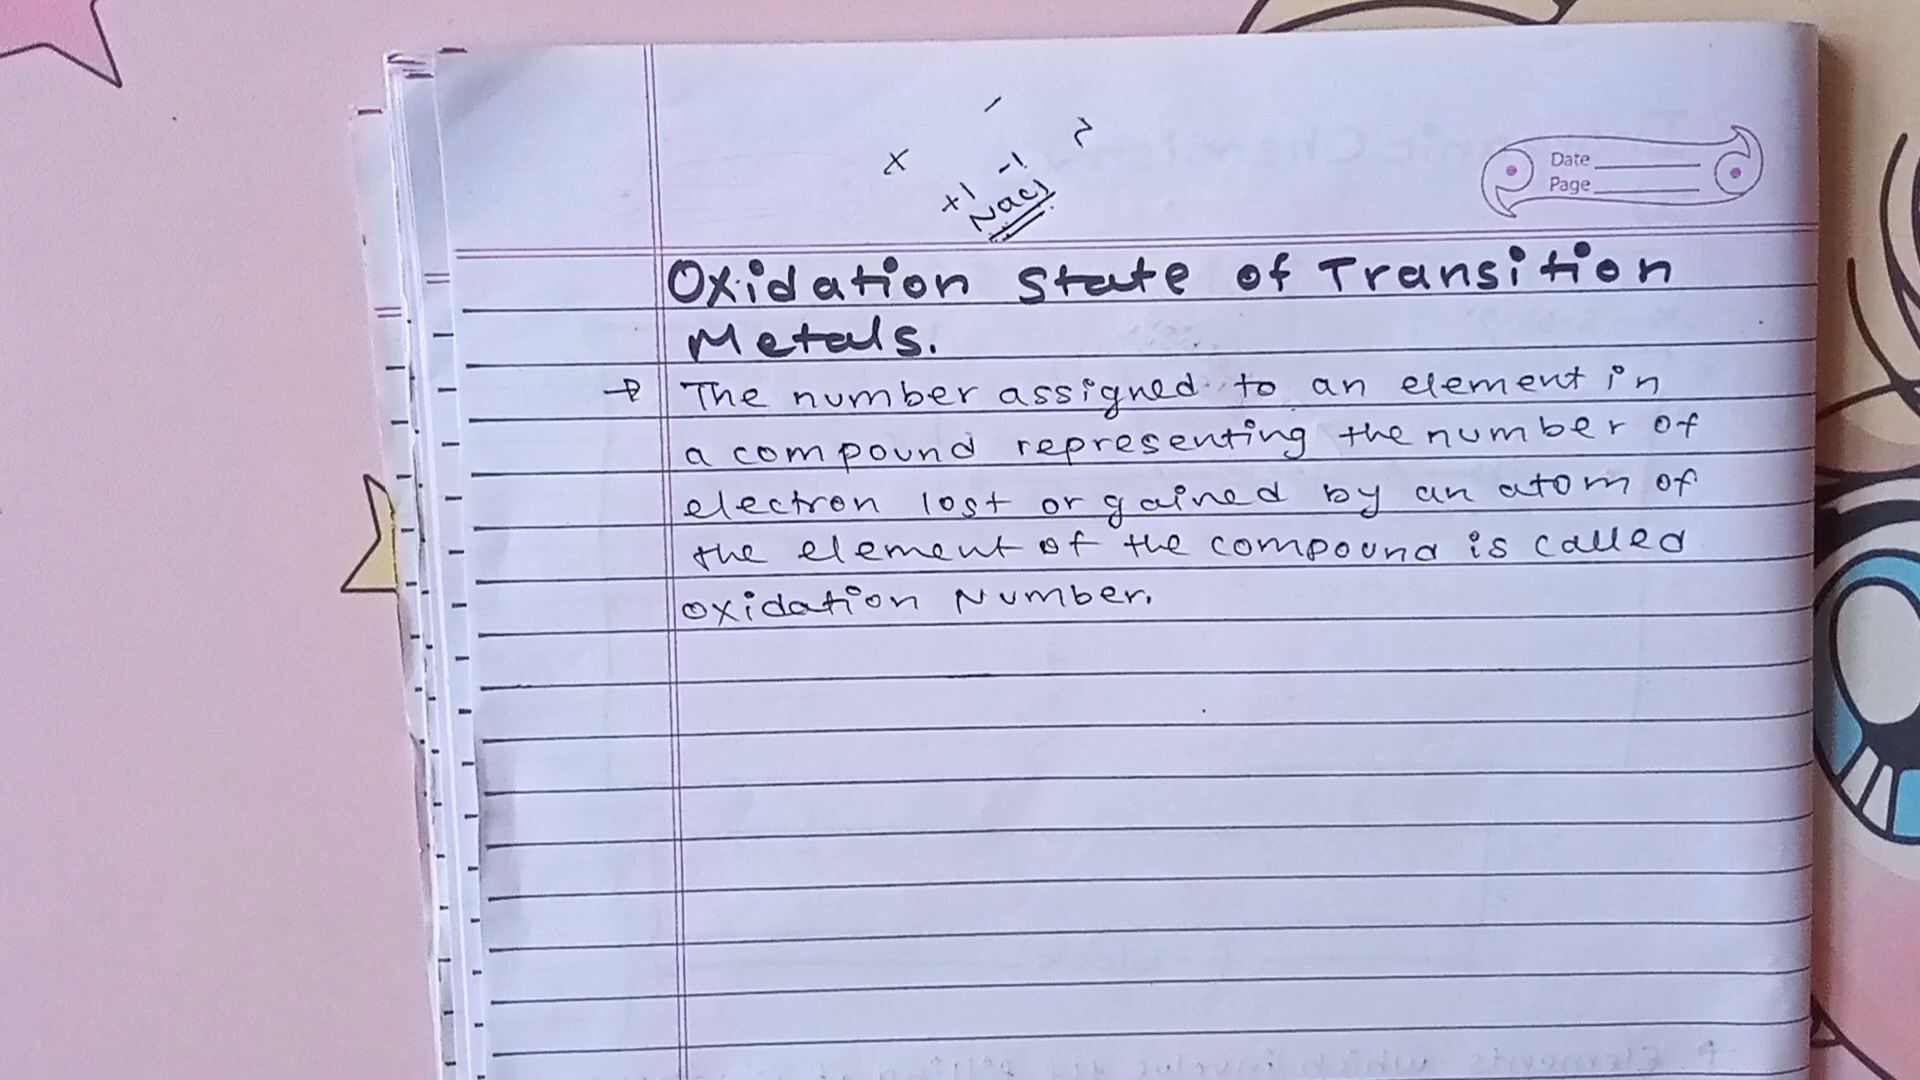 x
-1
+1
NaCl
Date
Page
Oxidation state of Transition
Metals.
→ The number assigned to an element in
a compound representing the number of
electron lost or gained by an atom of
the element of the compound is called
oxidation Number.